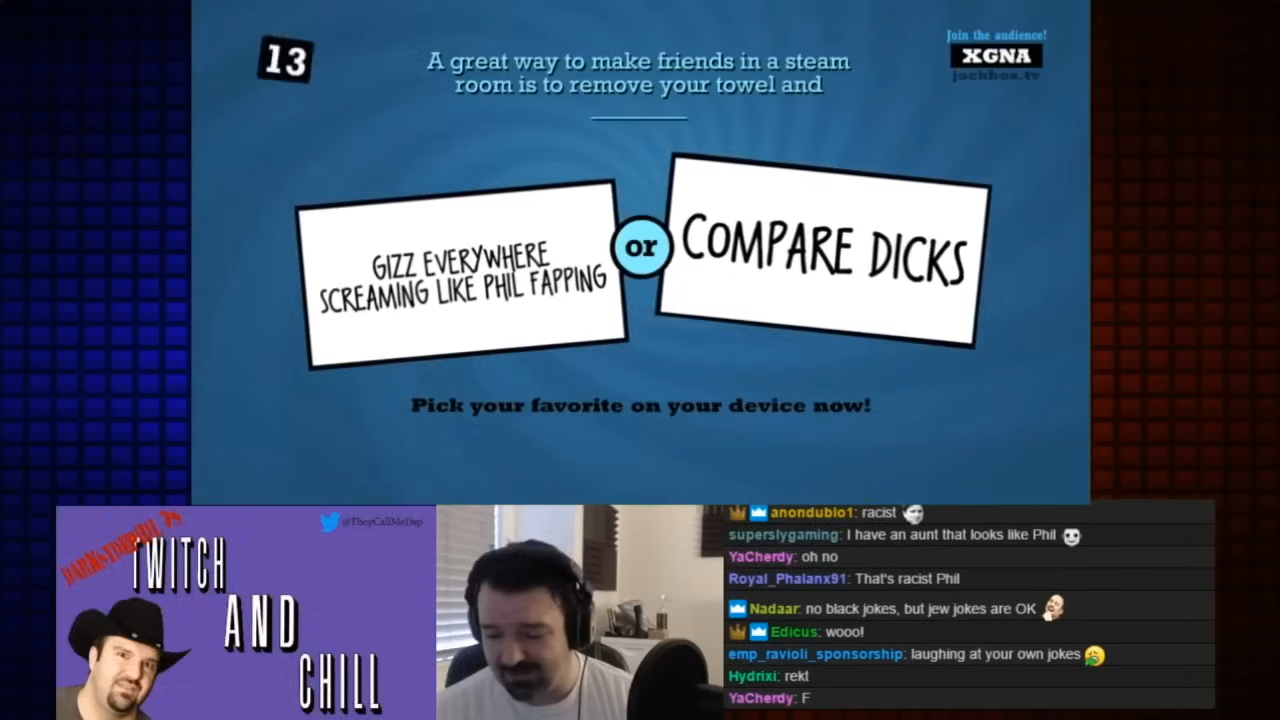 13
A great way to make friends in a steam
room is to remove your towel and
Join the audience!
XGNA
jackbox.tv
GIZZ EVERYWHERE
SCREAMING LIKE PHIL FAPPING
or
COMPARE DICKS
Pick your favorite on your device now!
DARKSYDEPHIL'S
@TheyCallMeDsp
TWITCH
AND
CHILL
anondublo1: racist
superslygaming: I have an aunt that looks like Phil
YaCherdy: oh no
Royal_Phalanx91: That's racist Phil
Nadaar: no black jokes, but jew jokes are OK
Edicus: wooo!
emp_ravioli_sponsorship: laughing at your own jokes
Hydrixi: rekt
YaCherdy: F